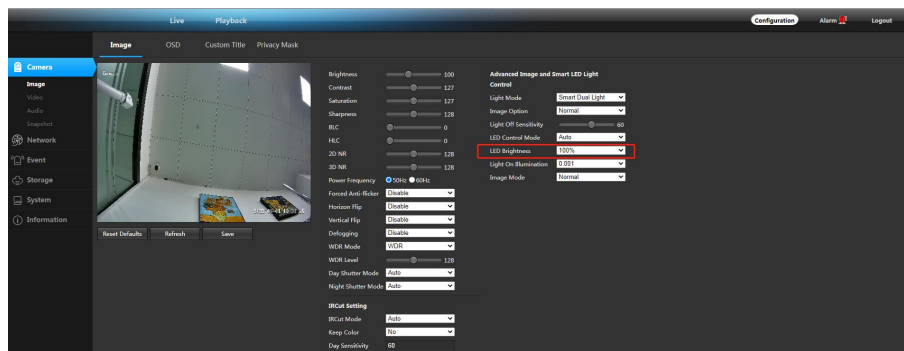 Live Playback Configuration Alarm Logout
Image OSD Custom Title Privacy Mask
Camera
Image
Video
Audio
Snapshot
Network
Event
Storage
System
Information
Reset Defaults Refresh Save
Brightness 100
Contrast 127
Saturation 127
Sharpness 128
BLC 0
HLC 0
2D NR 128
3D NR 128
Power Frequency 50Hz 60Hz
Forced Anti-flicker Disable
Horizon Flip Disable
Vertical Flip Disable
Defogging Disable
WDR Mode WDR
WDR Level 128
Day Shutter Mode Auto
Night Shutter Mode Auto
IRCut Setting
IRCut Mode Auto
Keep Color No
Day Sensitivity 60
Advanced Image and Smart LED Light
Control
Light Mode Smart Dual Light
Image Option Normal
Light Off Sensitivity 60
LED Control Mode Auto
LED Brightness 100%
Light On Illumination 0.001
Image Mode Normal